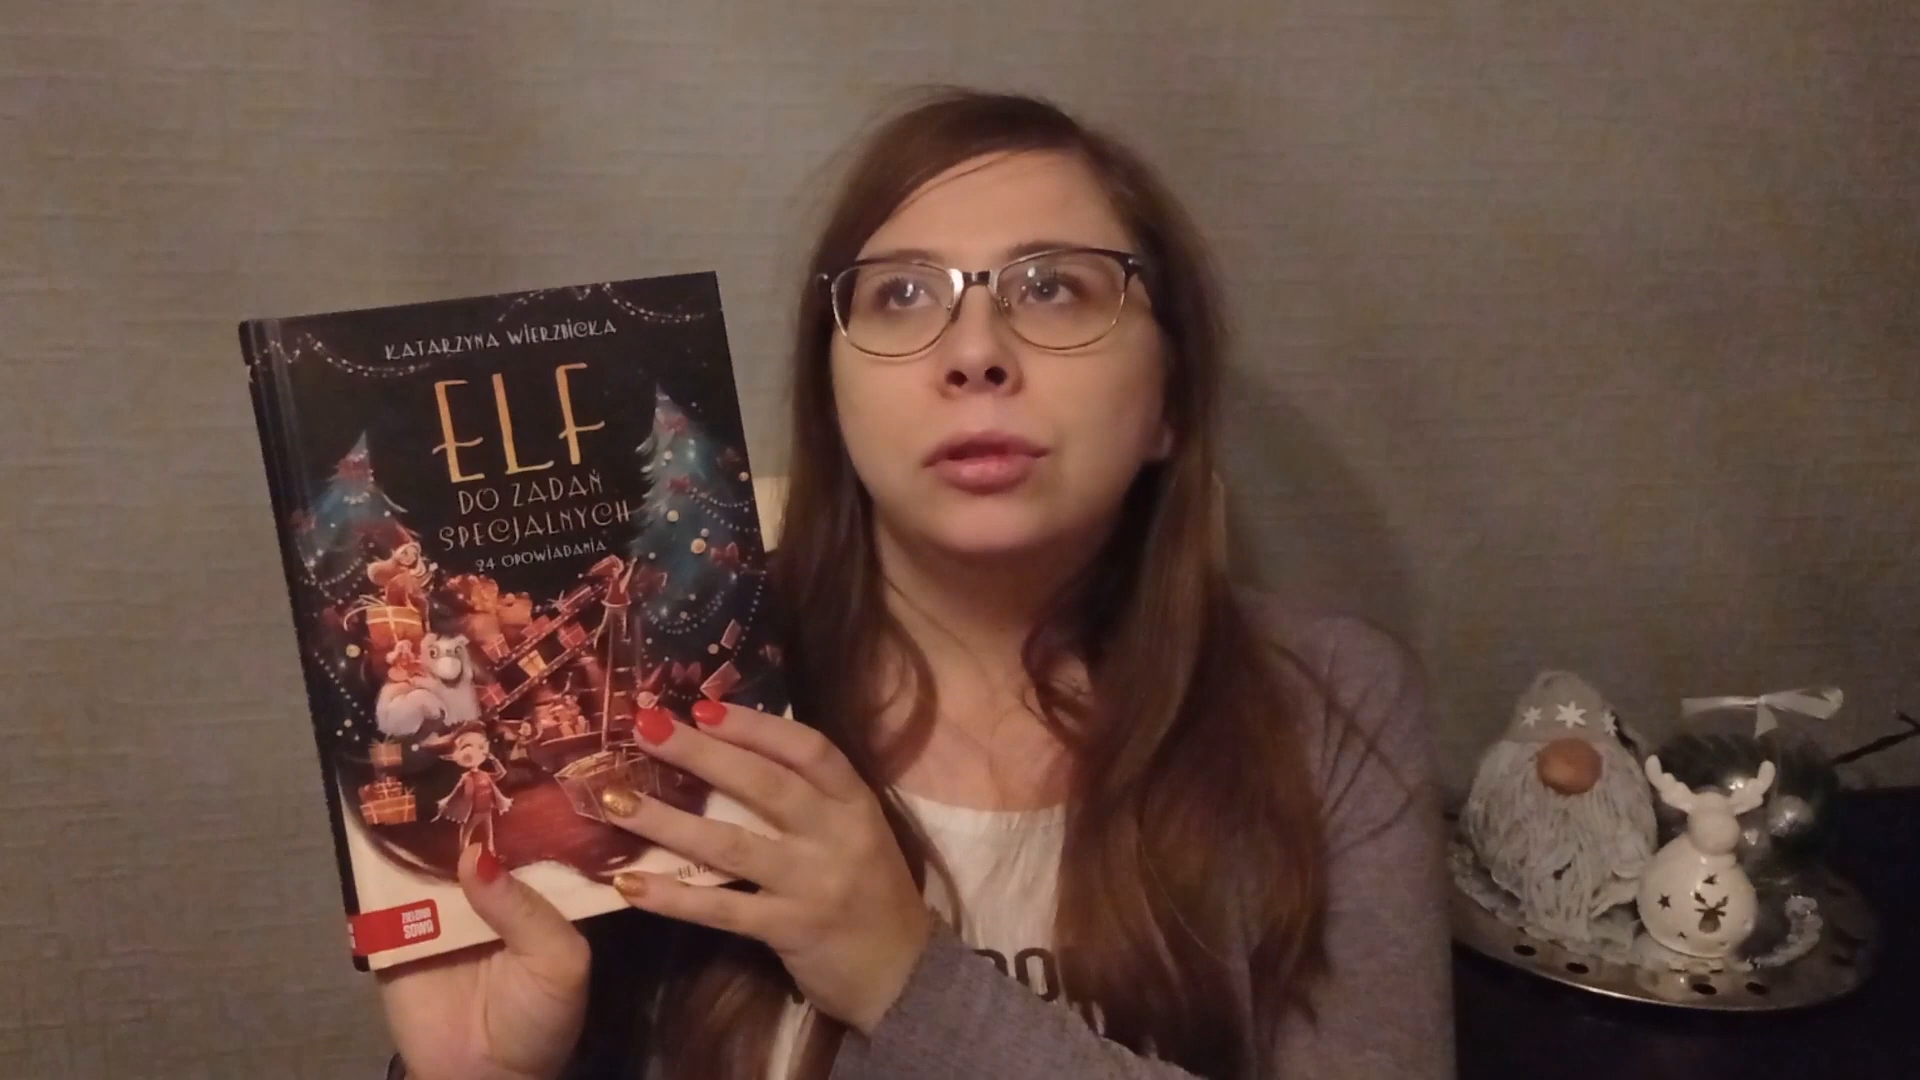 KATARZYNA WIERZBICKA
ELF
DO ZADAŃ
SPECJALNYCH
24 OPOWIADANIA
ZIELONA
SOWA